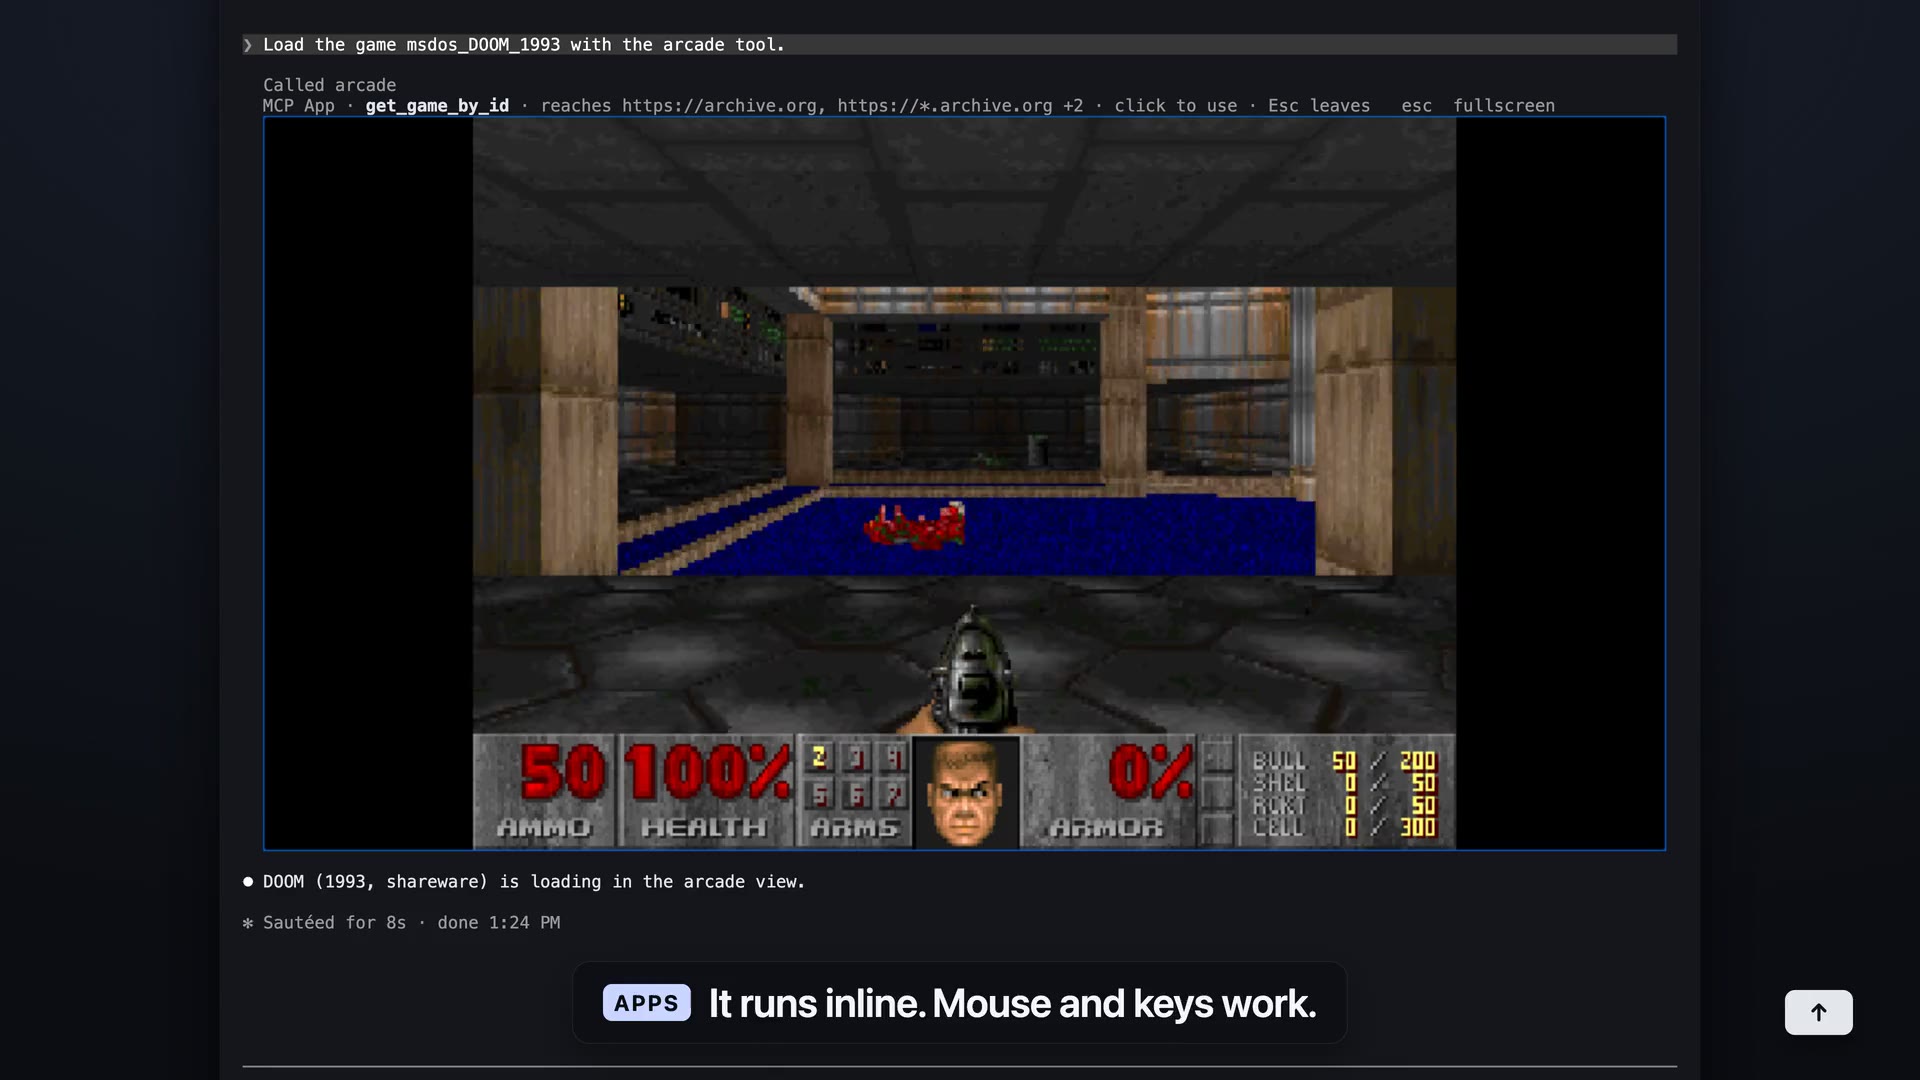 ❯ Load the game msdos_DOOM_1993 with the arcade tool.
Called arcade
MCP App · get_game_by_id · reaches https://archive.org, https://*.archive.org +2 · click to use · Esc leaves esc fullscreen
50 100% 2 3 4 0% BULL 50 / 200
SHEL 0 / 50
5 6 7 RCKT 0 / 50
AMMO HEALTH ARMS ARMOR CELL 0 / 300
● DOOM (1993, shareware) is loading in the arcade view.
✻ Sautéed for 8s · done 1:24 PM
APPS It runs inline. Mouse and keys work.